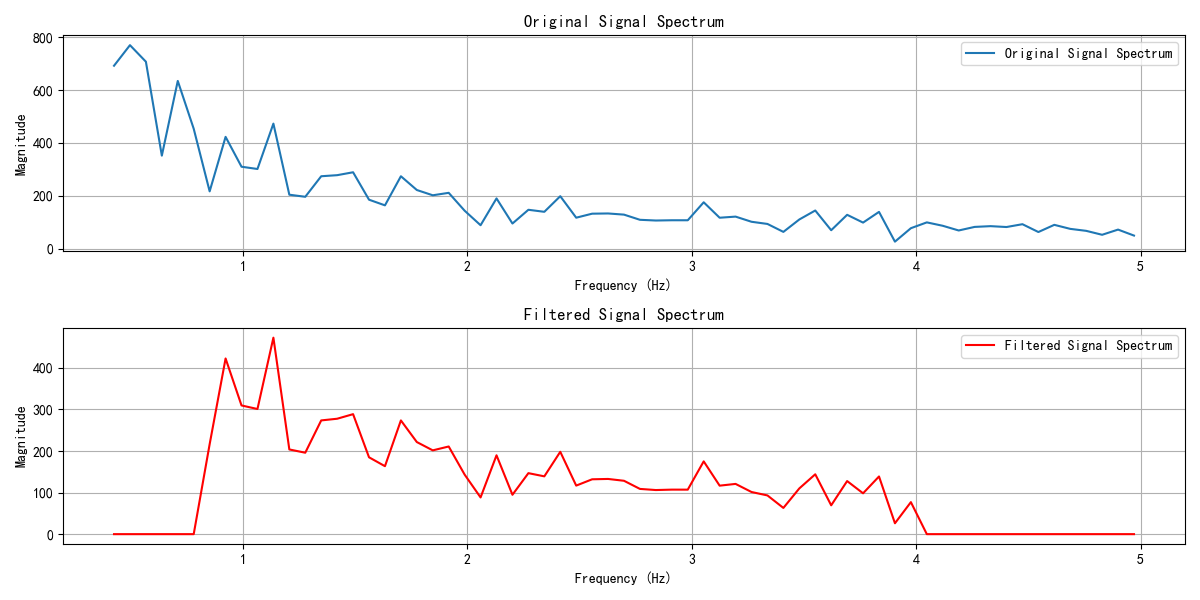 Original Signal Spectrum
800
600
400
200
0
Magnitude
Original Signal Spectrum
1
2
3
4
5
Frequency (Hz)
Filtered Signal Spectrum
400
300
200
100
0
Magnitude
Filtered Signal Spectrum
1
2
3
4
5
Frequency (Hz)